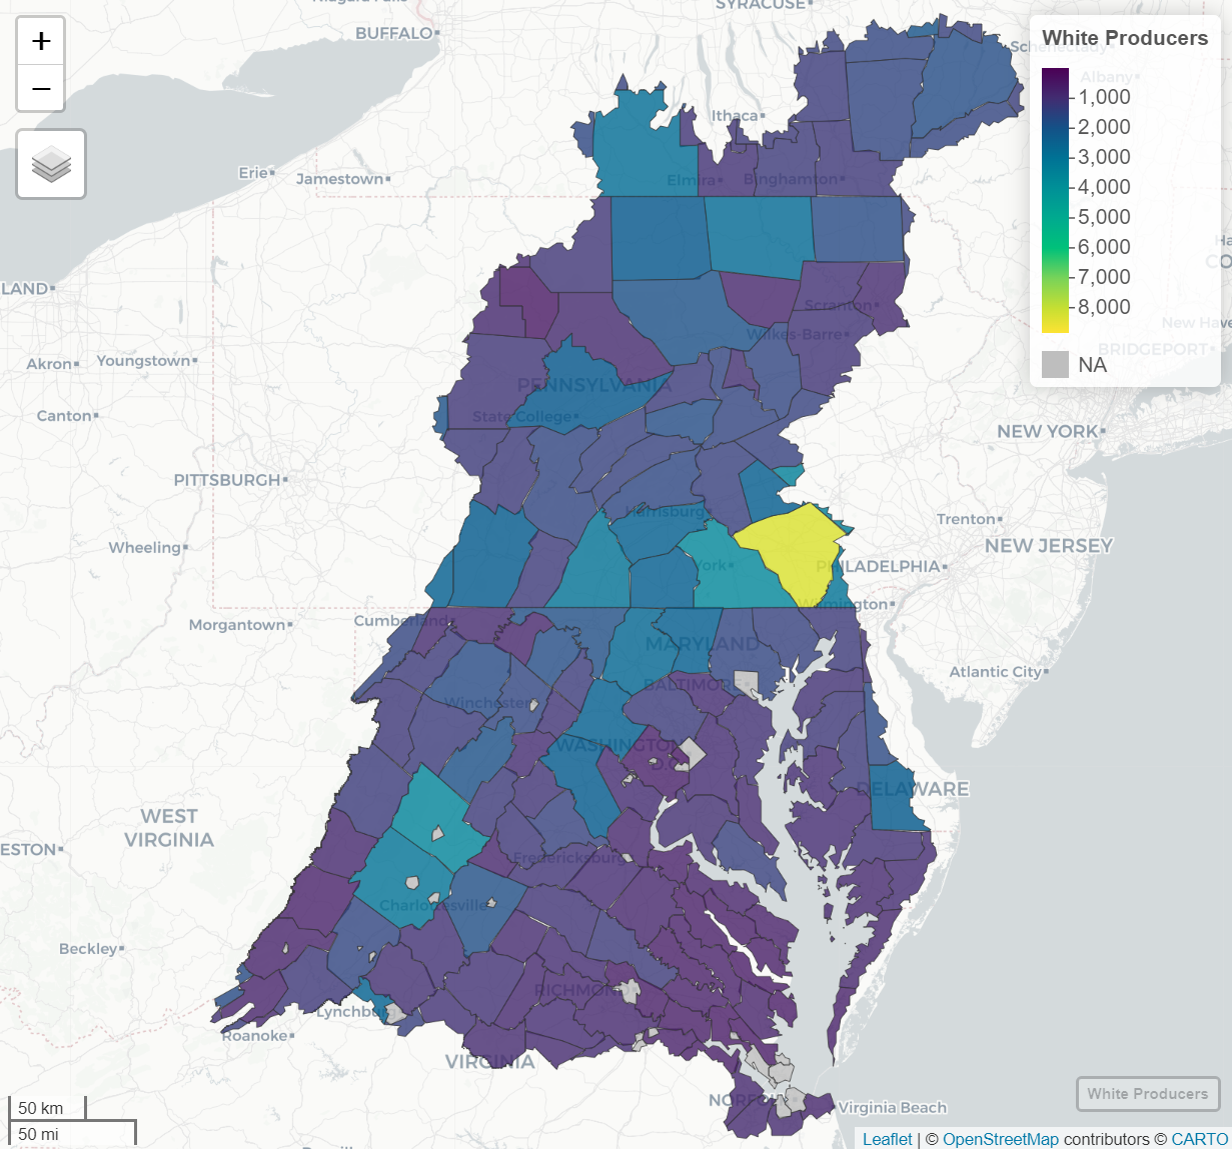 Niagara Falls
SYRACUSE
BUFFALO
Schenectady
White Producers
Albany
1,000
2,000
3,000
4,000
5,000
6,000
7,000
8,000
NA
+
−
Ithaca
Erie
Jamestown
Elmira
Binghamton
LAND
Scranton
New Hav
Wilkes-Barre
BRIDGEPORT
Akron
Youngstown
PENNSYLVANIA
Canton
State College
NEW YORK
PITTSBURGH
Harrisburg
Trenton
Wheeling
NEW JERSEY
York
PHILADELPHIA
Wilmington
Morgantown
Cumberland
MARYLAND
Atlantic City
BALTIMORE
Winchester
WASHINGTON
D.C.
DELAWARE
WEST
VIRGINIA
ESTON
Fredericksburg
Charlottesville
Beckley
RICHMON
Lynchburg
Roanoke
VIRGINIA
White Producers
NORFOLK
Virginia Beach
50 km
50 mi
Leaflet | © OpenStreetMap contributors © CARTO